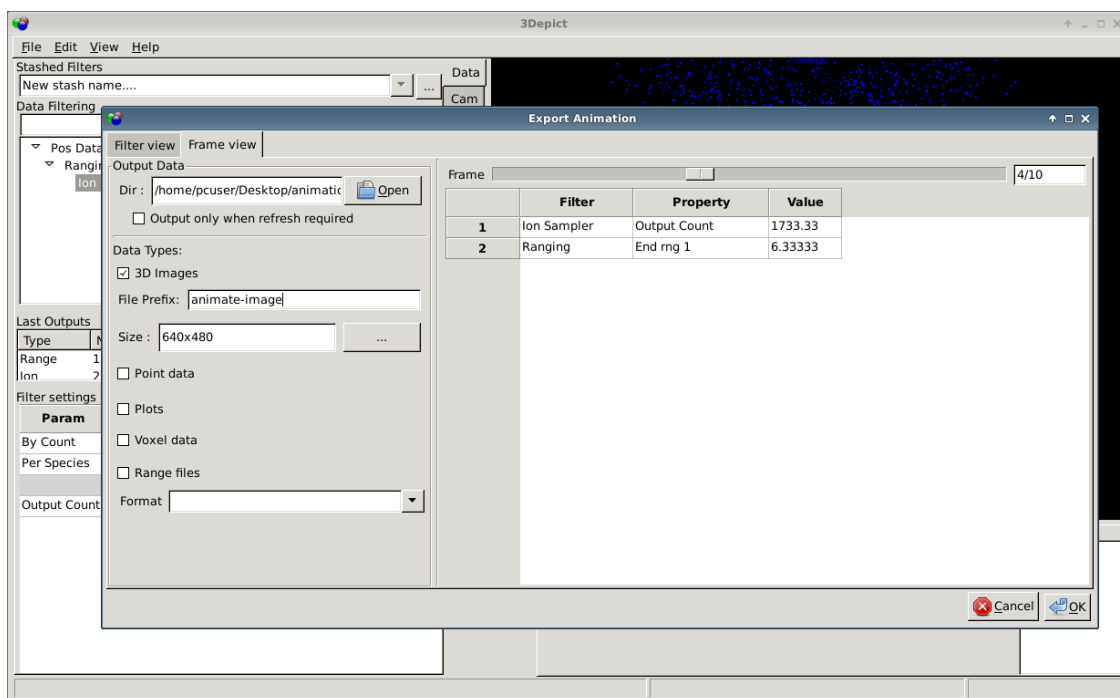 3Depict
File Edit View Help
Stashed Filters
New stash name....
...
Data
Cam
Data Filtering
Pos Data
Ion
Last Outputs
Type
Range 1
Ion 2
Filter settings
Param
By Count
Per Species
Output Count
Export Animation
Filter view Frame view
Output Data
Dir : /home/pcuser/Desktop/animatic Open
Output only when refresh required
Data Types:
3D Images
File Prefix: animate-image
Size : 640x480 ...
Point data
Plots
Voxel data
Range files
Format
Frame 4/10
Filter Property Value
1 Ion Sampler Output Count 1733.33
2 Ranging End rng 1 6.33333
Cancel OK